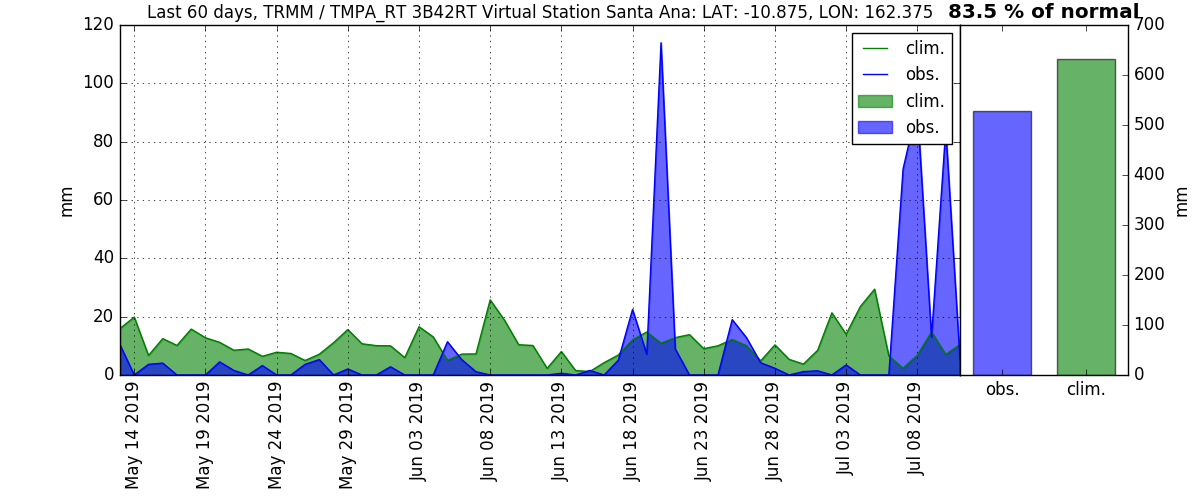 Last 60 days, TRMM / TMPA_RT 3B42RT Virtual Station Santa Ana: LAT: -10.875, LON: 162.375 83.5 % of normal
120
100
80
60
40
20
0
mm
clim.
obs.
clim.
obs.
700
600
500
400
300
200
100
0
mm
obs. clim.
May 14 2019
May 19 2019
May 24 2019
May 29 2019
Jun 03 2019
Jun 08 2019
Jun 13 2019
Jun 18 2019
Jun 23 2019
Jun 28 2019
Jul 03 2019
Jul 08 2019